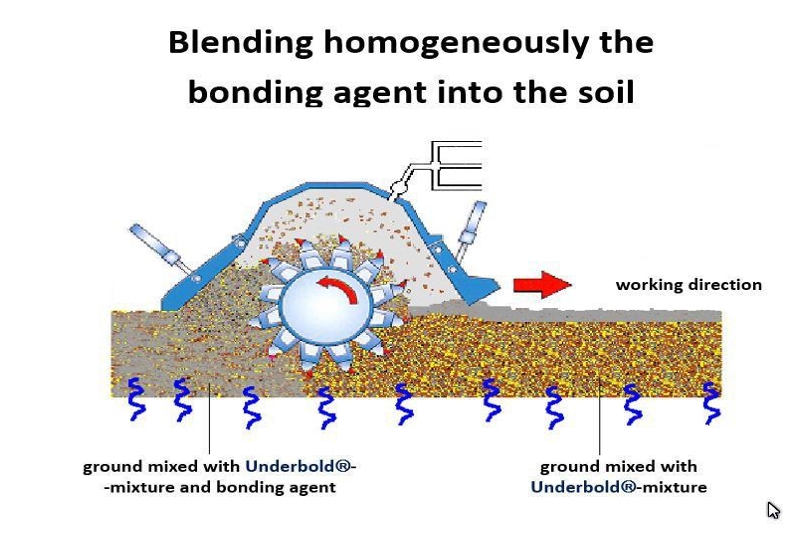 Blending homogeneously the
bonding agent into the soil
working direction
ground mixed with Underbold®-
-mixture and bonding agent
ground mixed with
Underbold®-mixture